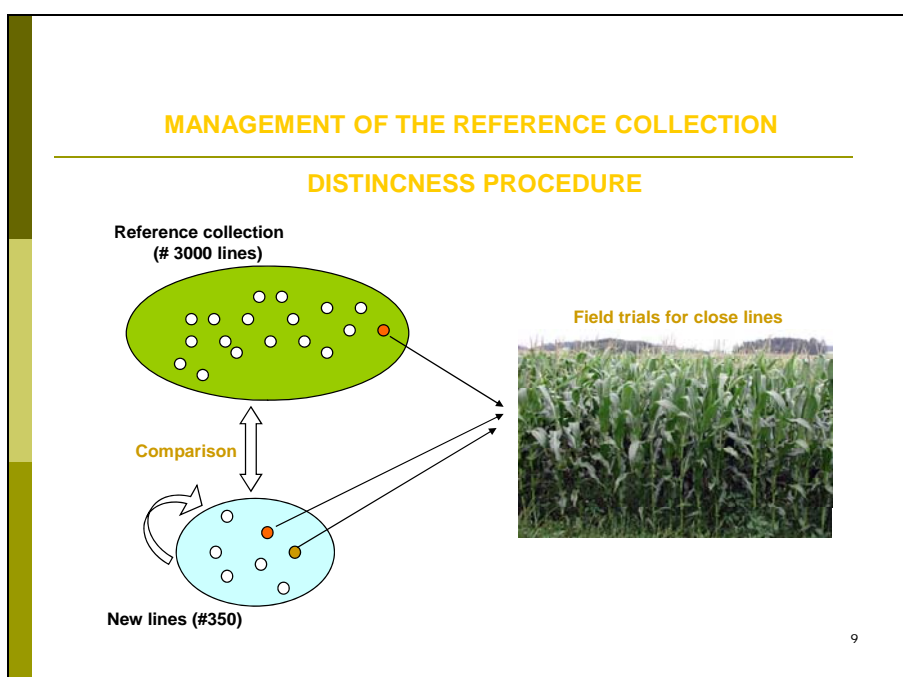 MANAGEMENT OF THE REFERENCE COLLECTION
DISTINCNESS PROCEDURE
Reference collection
(# 3000 lines)
Field trials for close lines
Comparison
New lines (#350)
9